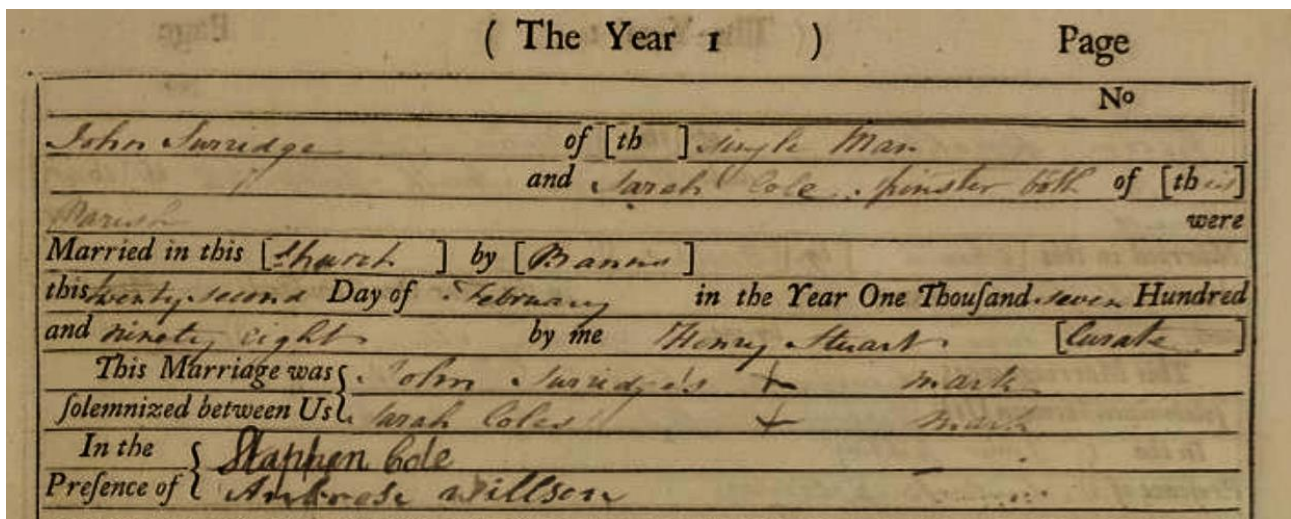 ( The Year 1 ) Page
No
John Surridge of [th ] single Man
and Sarah Cole spinster both of [this]
Parish were
Married in this [Church ] by [Banns ]
this twenty second Day of February in the Year One Thouſand seven Hundred
and ninety eight by me Henry Stuart [Curate ]
This Marriage was { John Surridge's + mark
ſolemnized between Us { Sarah Coles + mark
In the { Stappen Cole
Preſence of { Ambrose Willson